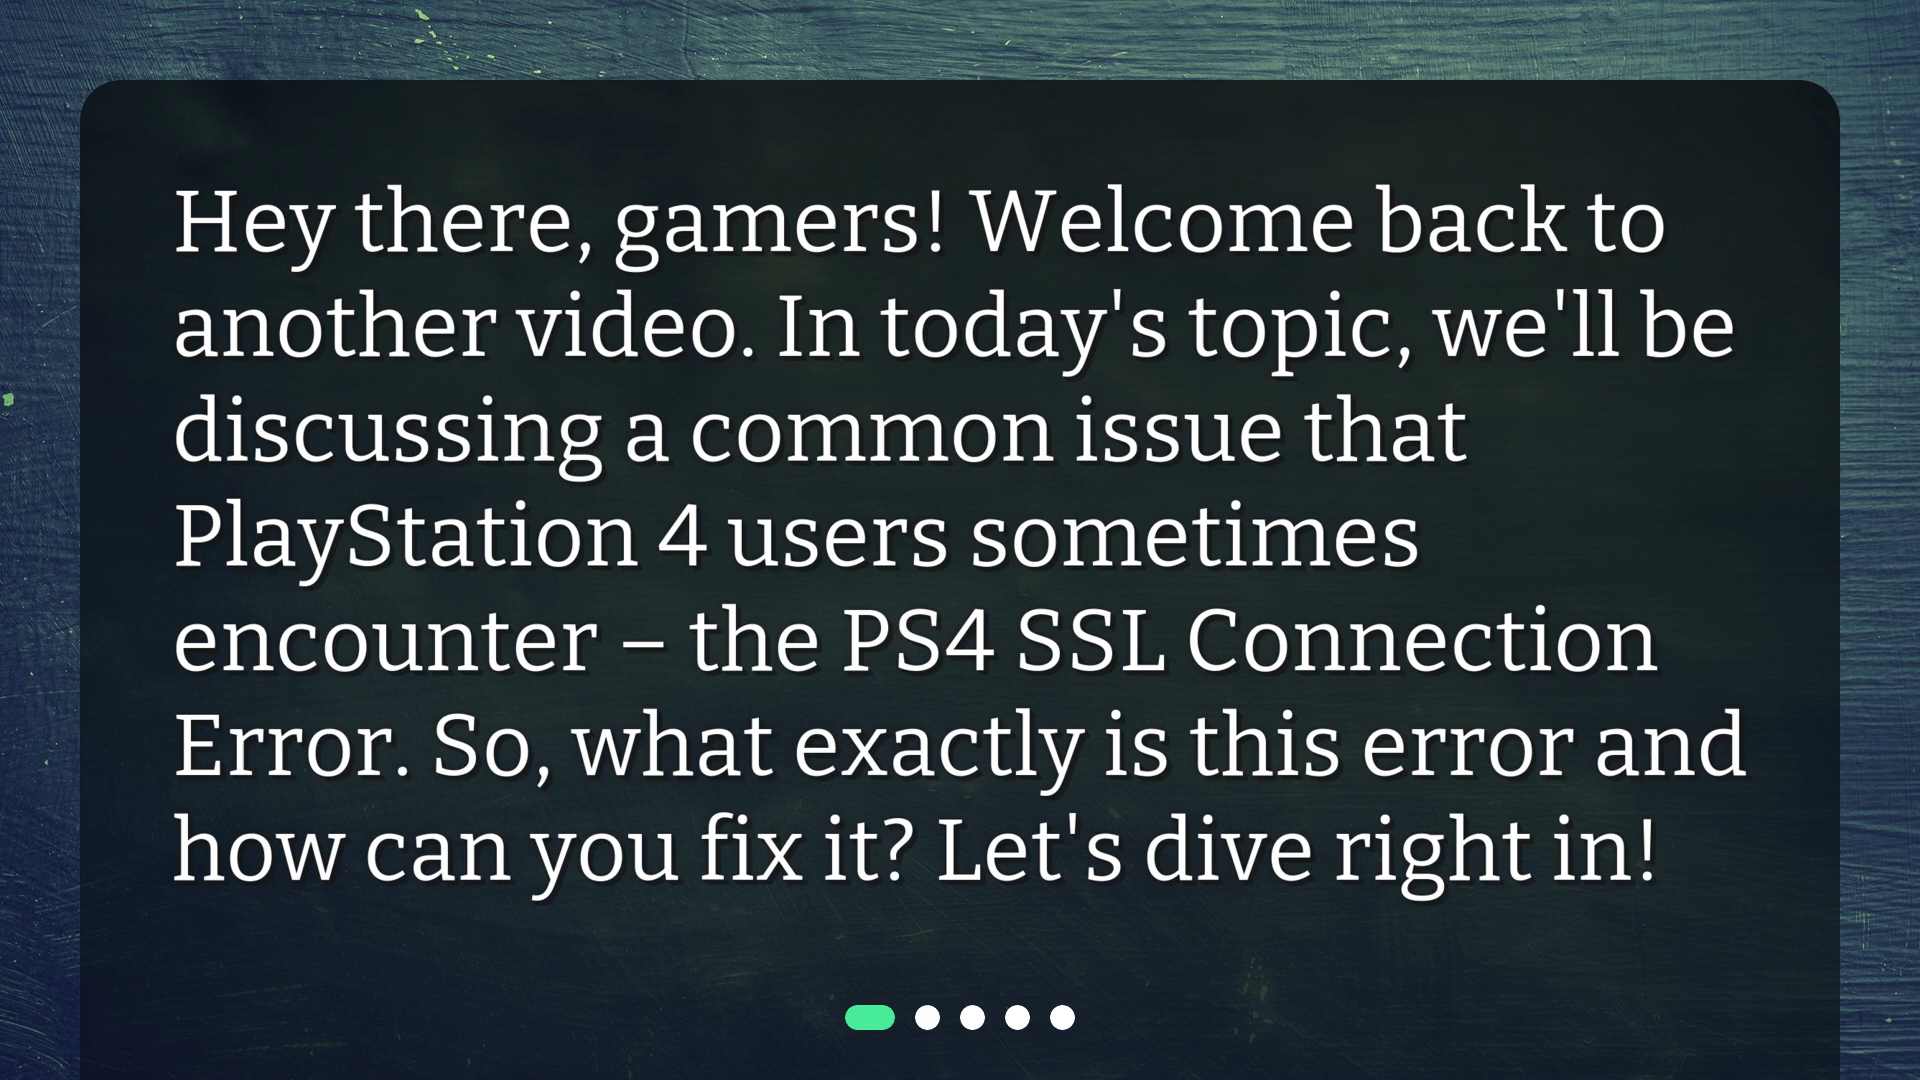 Hey there, gamers! Welcome back to
another video. In today's topic, we'll be
discussing a common issue that
PlayStation 4 users sometimes
encounter – the PS4 SSL Connection
Error. So, what exactly is this error and
how can you fix it? Let's dive right in!